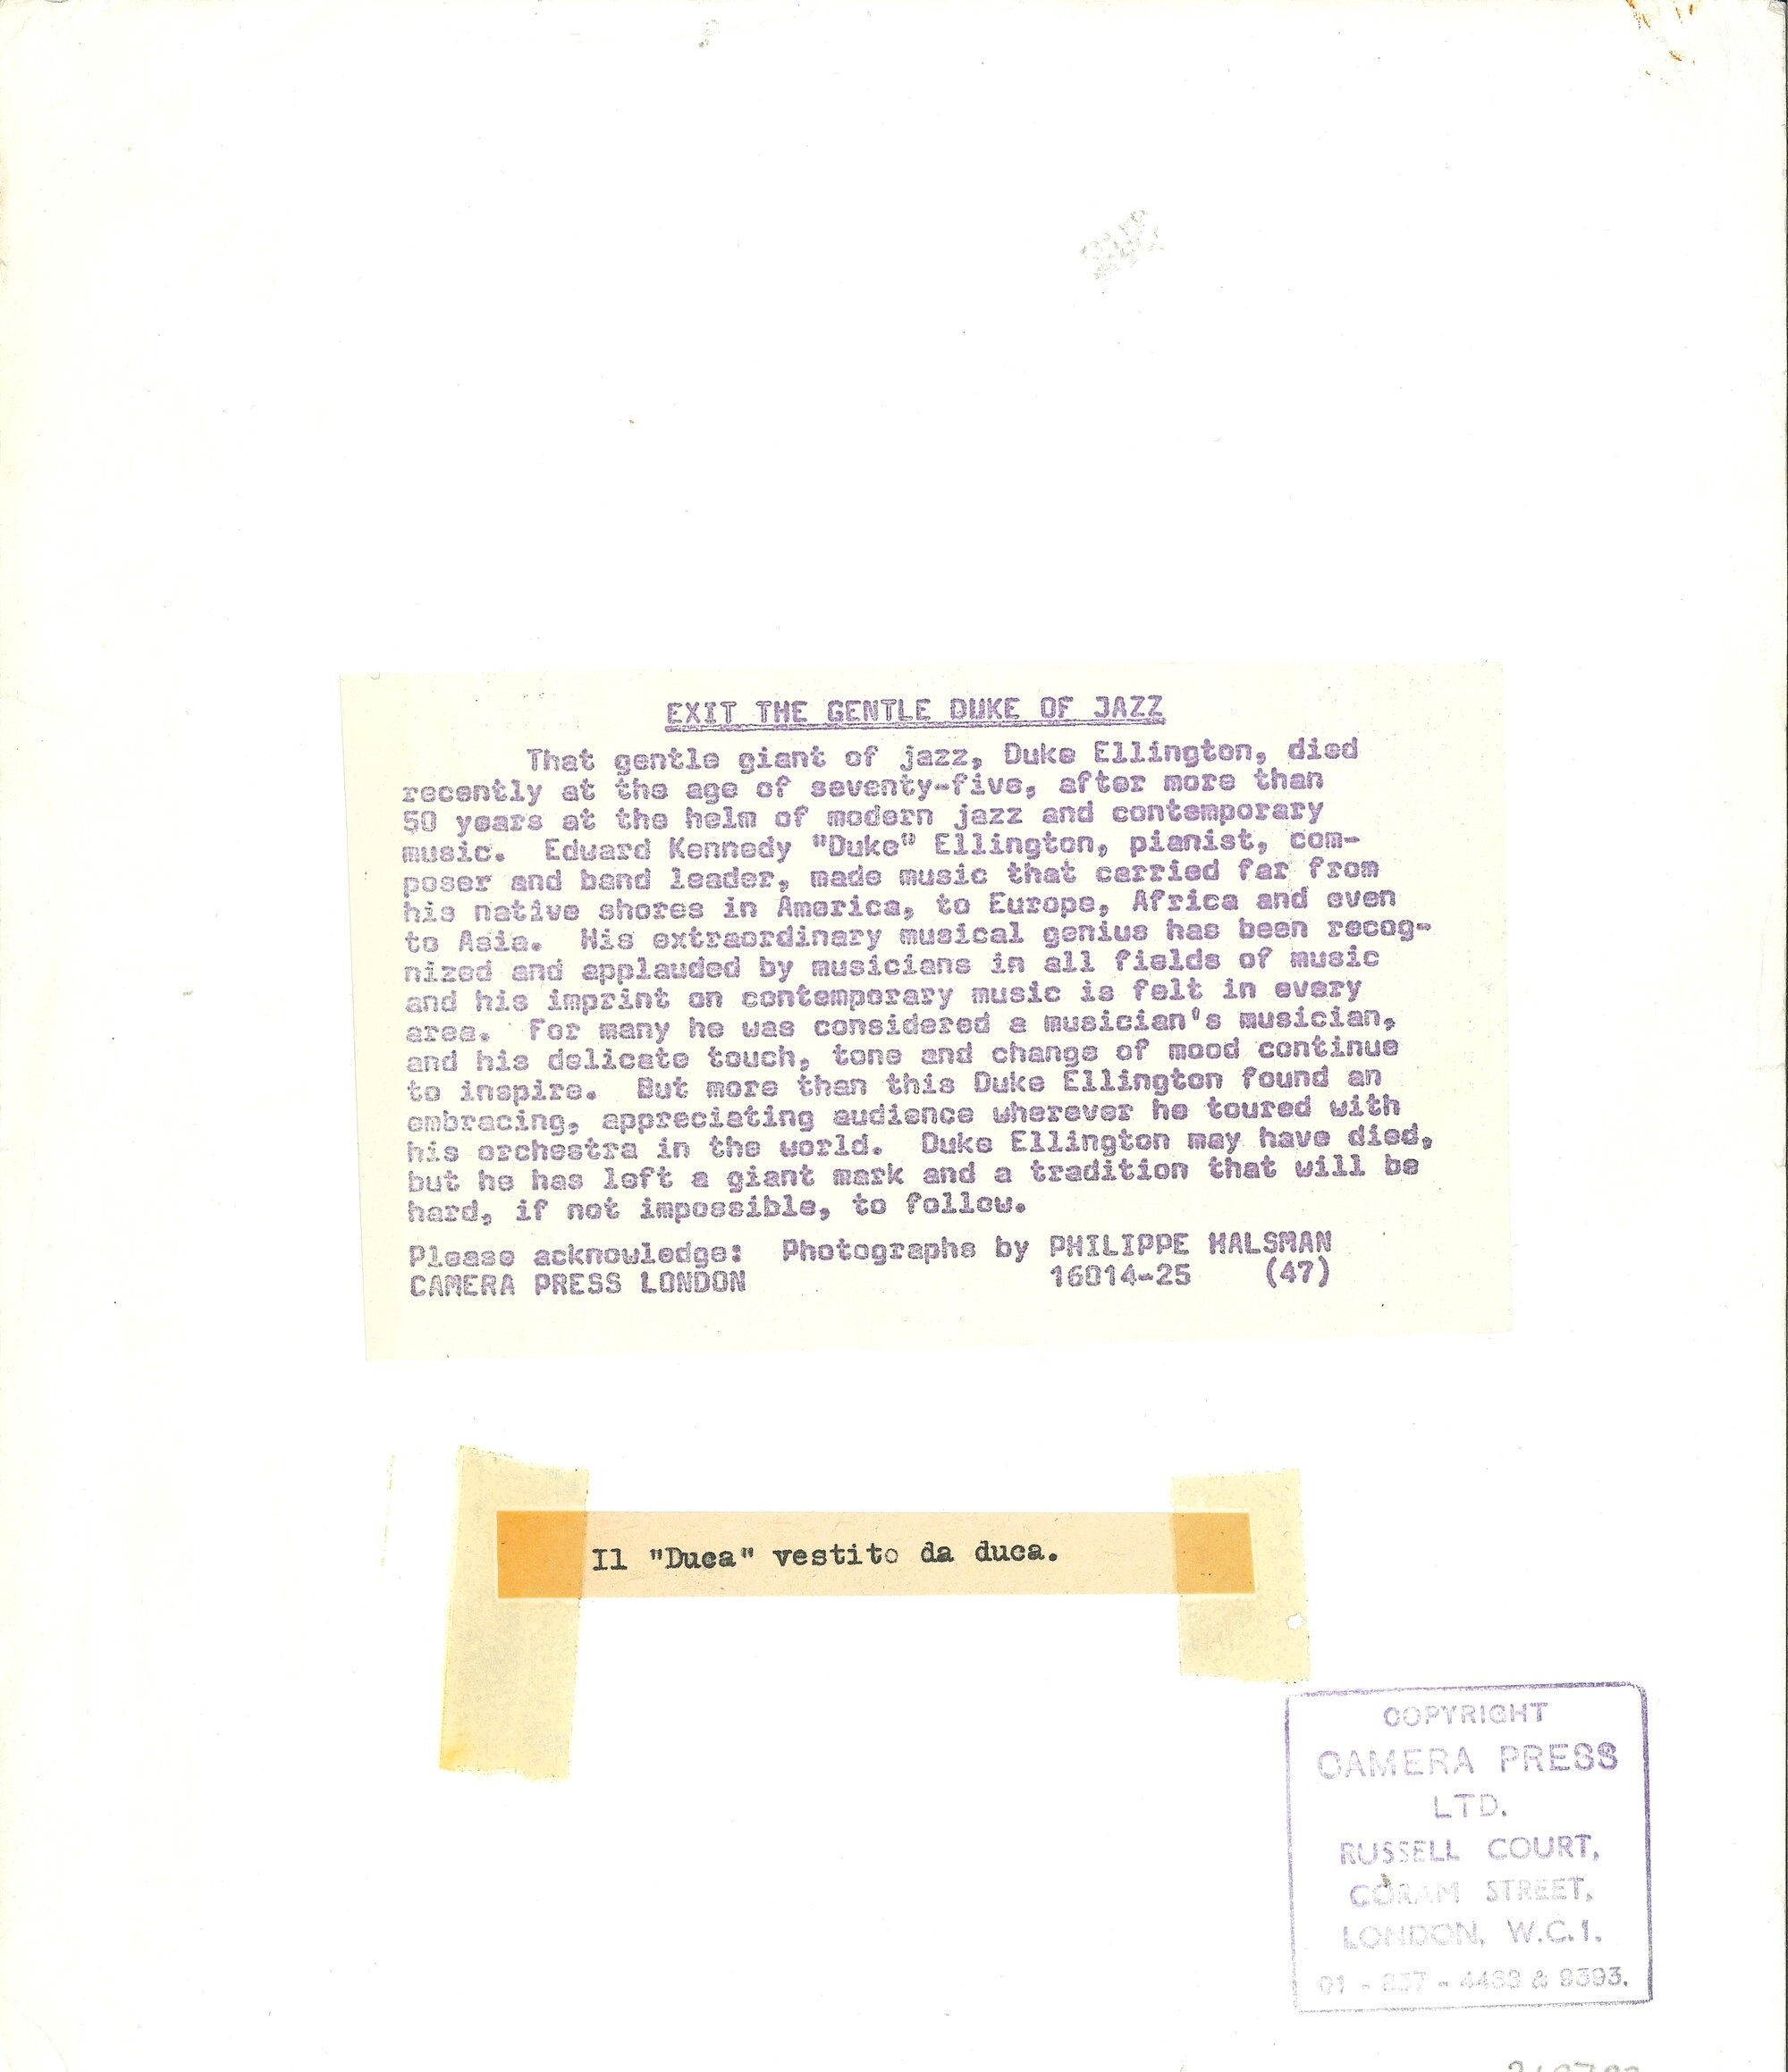 EXIT THE GENTLE DUKE OF JAZZ
That gentle giant of jazz, Duke Ellington, died
recently at the age of seventy-five, after more than
50 years at the helm of modern jazz and contemporary
music. Edward Kennedy "Duke" Ellington, pianist, com-
poser and band leader, made music that carried far from
his native shores in America, to Europe, Africa and even
to Asia. His extraordinary musical genius has been recog-
nized and applauded by musicians in all fields of music
and his imprint on contemporary music is felt in every
area. For many he was considered a musician's musician,
and his delicate touch, tone and change of mood continue
to inspire. But more than this Duke Ellington found an
embracing, appreciating audience wherever he toured with
his orchestra in the world. Duke Ellington may have died,
but he has left a giant mark and a tradition that will be
hard, if not impossible, to follow.
Please acknowledge: Photographs by PHILIPPE HALSMAN
CAMERA PRESS LONDON 16014-25 (47)
Il "Duca" vestito da duca.
COPYRIGHT
CAMERA PRESS
LTD.
RUSSELL COURT,
CORAM STREET,
LONDON, W.C.1.
01 - 837 - & 9393.